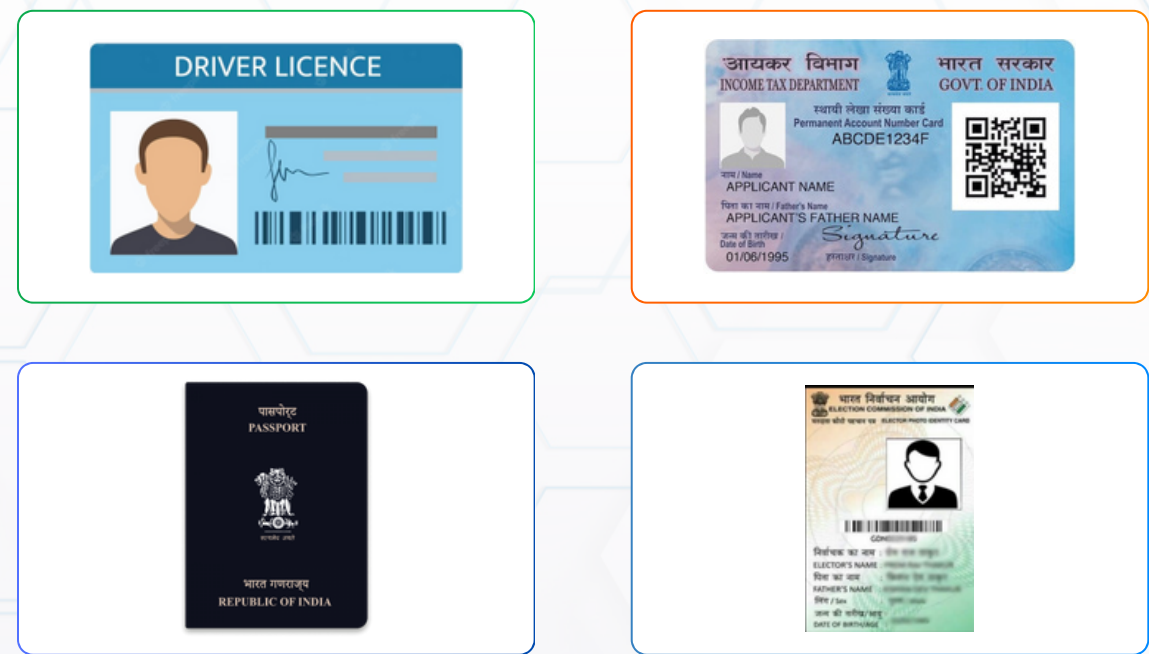 DRIVER LICENCE
आयकर विभाग
INCOME TAX DEPARTMENT
भारत सरकार
GOVT. OF INDIA
स्थायी लेखा संख्या कार्ड
Permanent Account Number Card
ABCDE1234F
नाम / Name
APPLICANT NAME
पिता का नाम / Father's Name
APPLICANT'S FATHER NAME
जन्म की तारीख /
Date of Birth
01/06/1995
Signature
हस्ताक्षर / Signature
पासपोर्ट
PASSPORT
सत्यमेव जयते
भारत गणराज्य
REPUBLIC OF INDIA
भारत निर्वाचन आयोग
ELECTION COMMISSION OF INDIA
ELECTOR PHOTO IDENTITY CARD
निर्वाचक का नाम :
ELECTOR'S NAME
पिता का नाम :
FATHER'S NAME
लिंग / Sex
जन्म की तारीख/आयु
DATE OF BIRTH/AGE